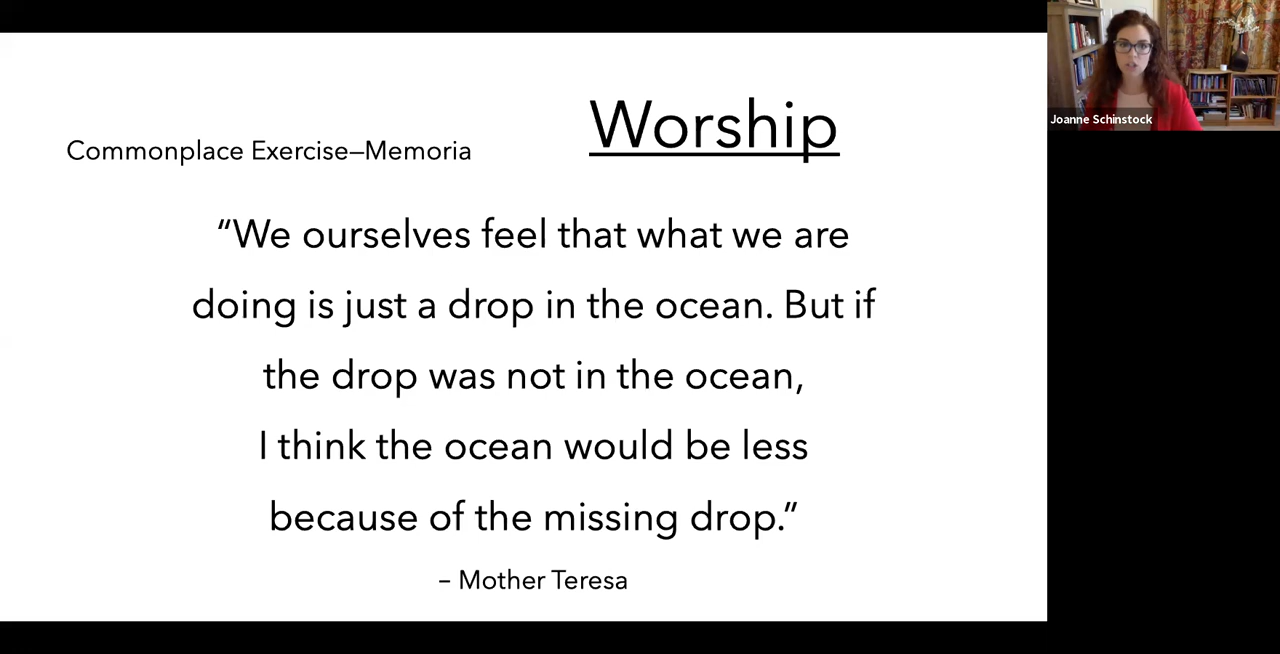 Worship
Commonplace Exercise—Memoria
“We ourselves feel that what we are
doing is just a drop in the ocean. But if
the drop was not in the ocean,
I think the ocean would be less
because of the missing drop.”
– Mother Teresa
Joanne Schinstock